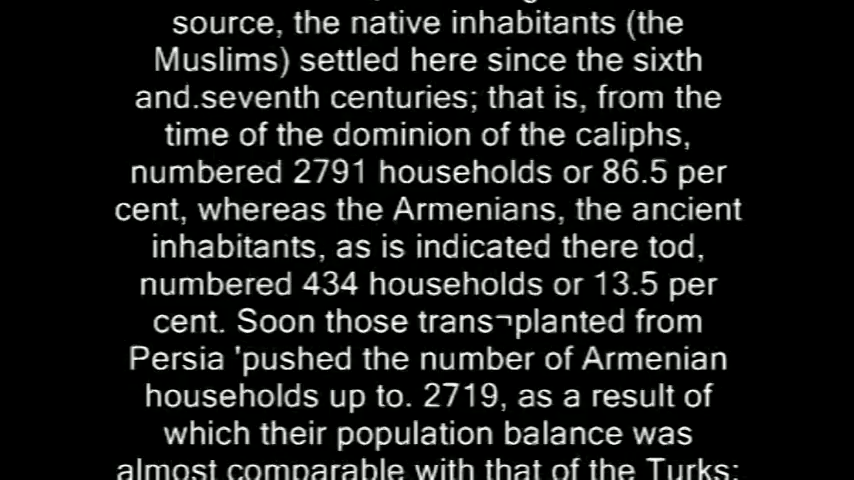 source, the native inhabitants (the
Muslims) settled here since the sixth
and.seventh centuries; that is, from the
time of the dominion of the caliphs,
numbered 2791 households or 86.5 per
cent, whereas the Armenians, the ancient
inhabitants, as is indicated there tod,
numbered 434 households or 13.5 per
cent. Soon those trans¬planted from
Persia 'pushed the number of Armenian
households up to. 2719, as a result of
which their population balance was
almost comparable with that of the Turks;